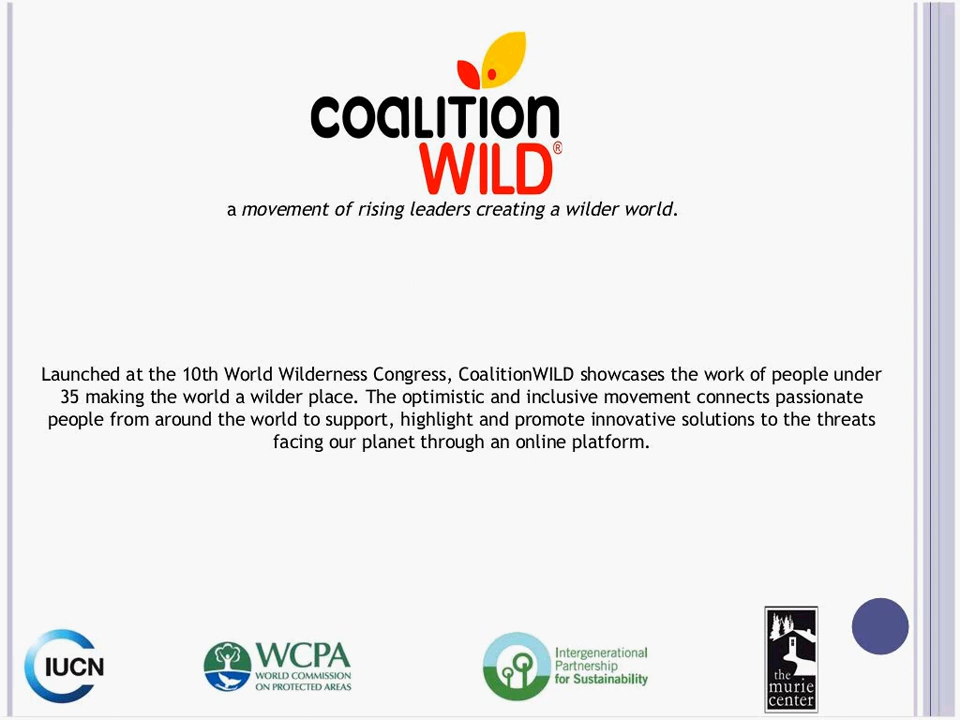 COALITION
WILD®
a movement of rising leaders creating a wilder world.
Launched at the 10th World Wilderness Congress, CoalitionWILD showcases the work of people under
35 making the world a wilder place. The optimistic and inclusive movement connects passionate
people from around the world to support, highlight and promote innovative solutions to the threats
facing our planet through an online platform.
IUCN
WCPA
WORLD COMMISSION
ON PROTECTED AREAS
Intergenerational
Partnership
for Sustainability
the
murie
center